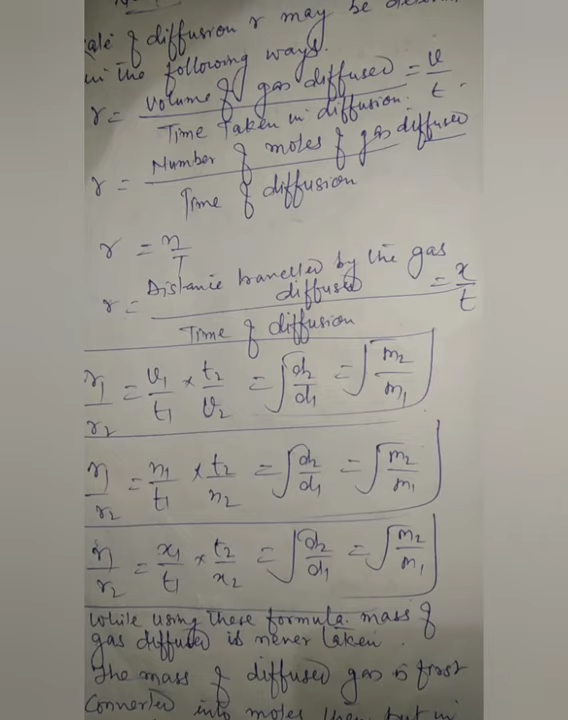 of diffusion r may be
in the following ways.
r = Volume of gas diffused / Time Taken in diffusion. = v/t.
r = Number of moles of gas diffused / Time of diffusion
r = n/T
r = Distance travelled by the gas diffused / Time of diffusion = x/t
r1/r2 = v1/t1 × t2/v2 = √d2/d1 = √m2/m1
r1/r2 = n1/t1 × t2/n2 = √d2/d1 = √m2/m1
r1/r2 = x1/t1 × t2/x2 = √d2/d1 = √m2/m1
While using these formula. mass of
gas diffused is never taken.
The mass of diffused gas is first
Converted into moles then put in